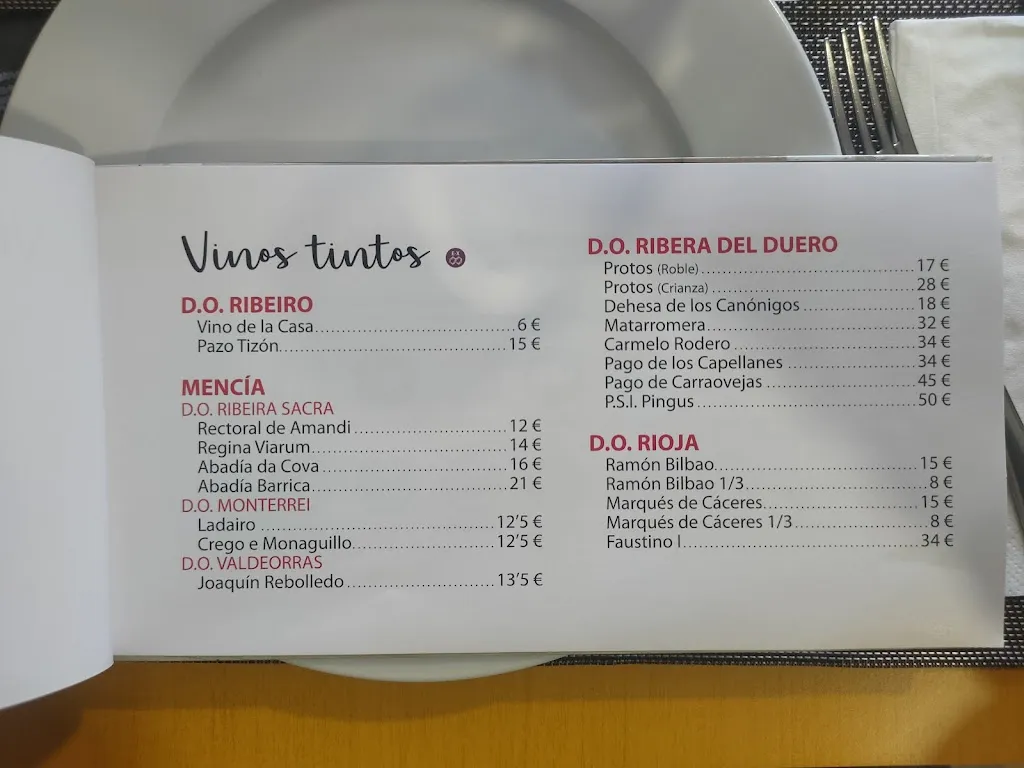 Vinos tintos
D.O. RIBEIRO
Vino de la Casa 6 €
Pazo Tizón 15 €
MENCÍA
D.O. RIBEIRA SACRA
Rectoral de Amandi 12 €
Regina Viarum 14 €
Abadía da Cova 16 €
Abadía Barrica 21 €
D.O. MONTERREI
Ladairo 12'5 €
Crego e Monaguillo 12'5 €
D.O. VALDEORRAS
Joaquín Rebolledo 13'5 €
D.O. RIBERA DEL DUERO
Protos (Roble) 17 €
Protos (Crianza) 28 €
Dehesa de los Canónigos 18 €
Matarromera 32 €
Carmelo Rodero 34 €
Pago de los Capellanes 34 €
Pago de Carraovejas 45 €
P.S.I. Pingus 50 €
D.O. RIOJA
Ramón Bilbao 15 €
Ramón Bilbao 1/3 8 €
Marqués de Cáceres 15 €
Marqués de Cáceres 1/3 8 €
Faustino I 34 €